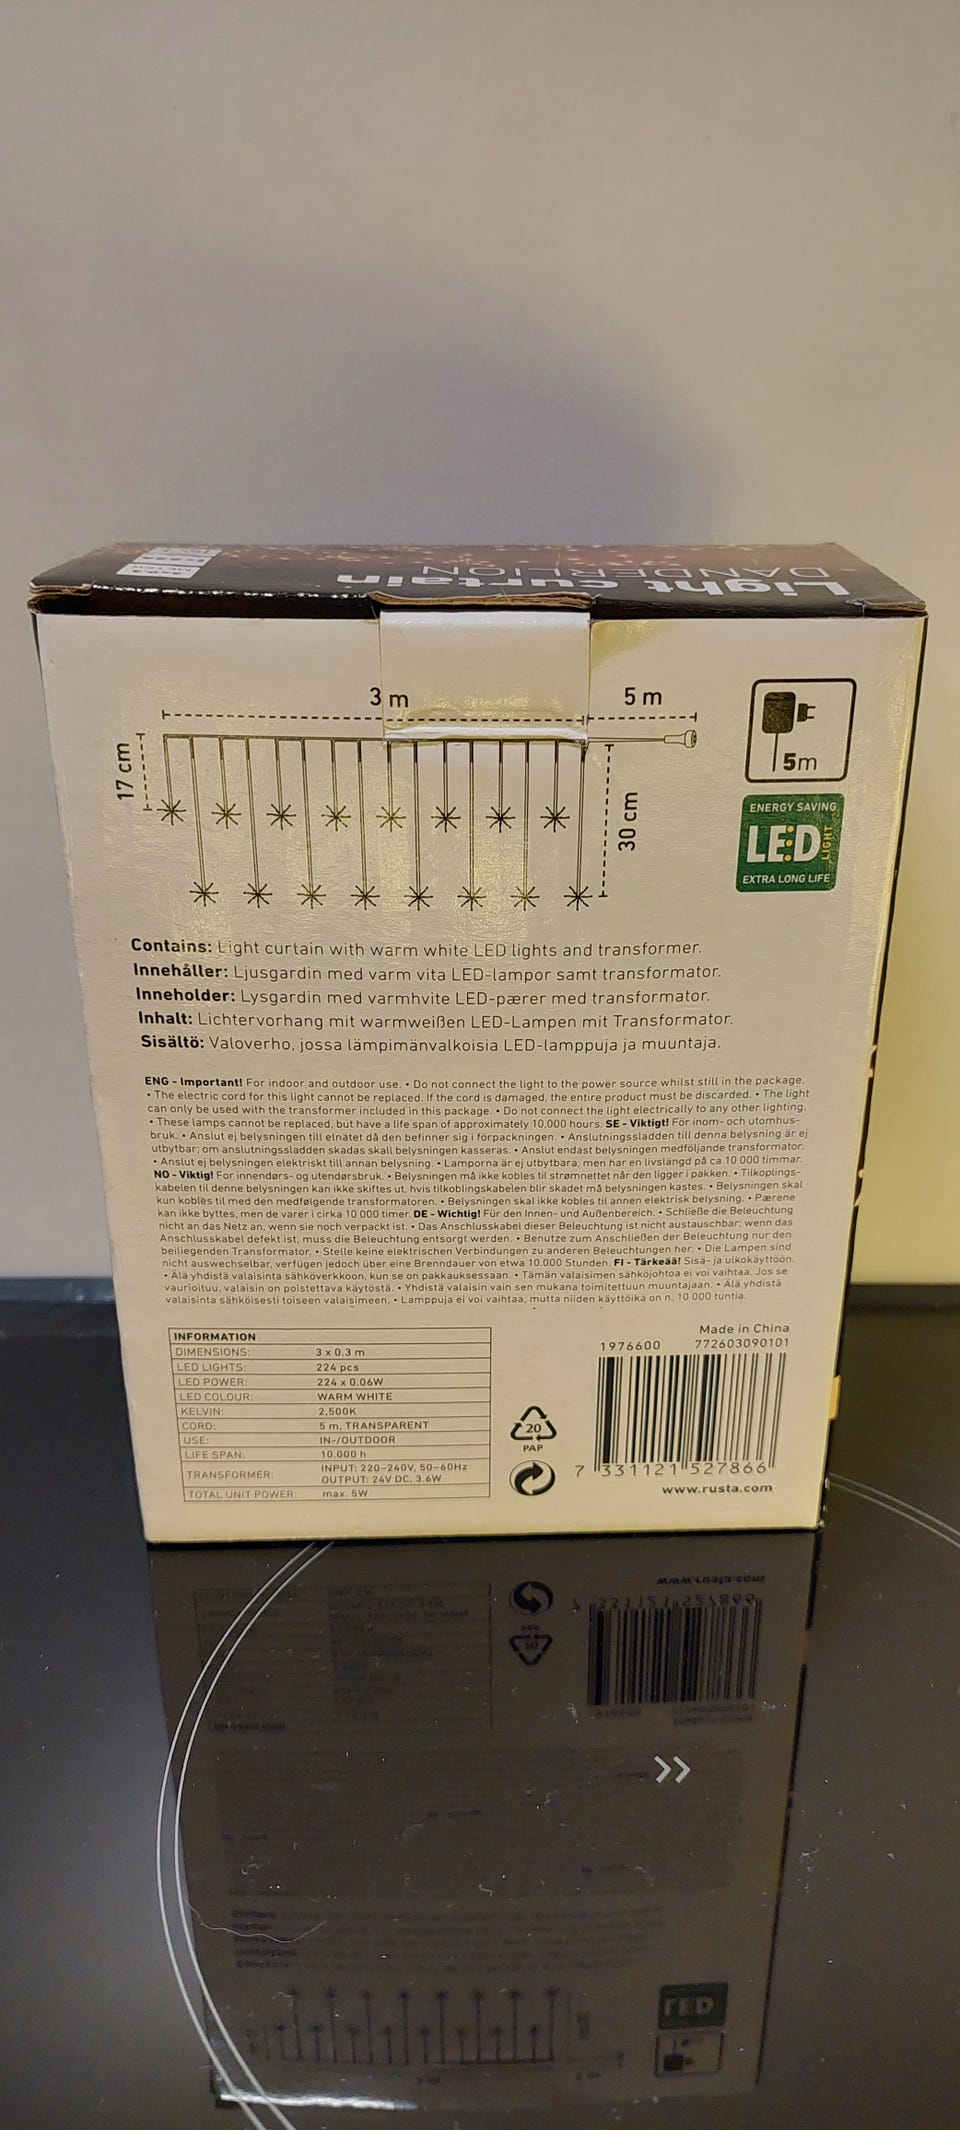 Light curtain
DANDERLION
3 m
5 m
17 cm
30 cm
5m
ENERGY SAVING
LED
LIGHT
EXTRA LONG LIFE
Contains: Light curtain with warm white LED lights and transformer.
Innehåller: Ljusgardin med varm vita LED-lampor samt transformator.
Inneholder: Lysgardin med varmhvite LED-pærer med transformator.
Inhalt: Lichtervorhang mit warmweißen LED-Lampen mit Transformator.
Sisältö: Valoverho, jossa lämpimänvalkoisia LED-lamppuja ja muuntaja.
ENG - Important! For indoor and outdoor use. • Do not connect the light to the power source whilst still in the package.
• The electric cord for this light cannot be replaced. If the cord is damaged, the entire product must be discarded. • The light
can only be used with the transformer included in this package. • Do not connect the light electrically to any other lighting.
• These lamps cannot be replaced, but have a life span of approximately 10,000 hours. SE - Viktigt! För inom- och utomhus-
bruk. • Anslut ej belysningen till elnätet då den befinner sig i förpackningen. • Anslutningssladden till denna belysning är ej
utbytbar; om anslutningssladden skadas skall belysningen kasseras. • Anslut endast belysningen medföljande transformator.
• Anslut ej belysningen elektriskt till annan belysning. • Lamporna är ej utbytbara, men har en livslängd på ca 10 000 timmar.
NO - Viktig! For innendørs- og utendørsbruk. • Belysningen må ikke kobles til strømnettet når den ligger i pakken. • Tilkoplings-
kabelen til denne belysningen kan ikke skiftes ut, hvis tilkoblingskabelen blir skadet må belysningen kastes. • Belysningen skal
kun kobles til med den medfølgende transformatoren. • Belysningen skal ikke kobles til annen elektrisk belysning. • Pærene
kan ikke byttes, men de varer i cirka 10 000 timer. DE - Wichtig! Für den Innen- und Außenbereich. • Schließe die Beleuchtung
nicht an das Netz an, wenn sie noch verpackt ist. • Das Anschlusskabel dieser Beleuchtung ist nicht austauschbar; wenn das
Anschlusskabel defekt ist, muss die Beleuchtung entsorgt werden. • Benutze zum Anschließen der Beleuchtung nur den
beiliegenden Transformator. • Stelle keine elektrischen Verbindungen zu anderen Beleuchtungen her. • Die Lampen sind
nicht auswechselbar, verfügen jedoch über eine Brenndauer von etwa 10.000 Stunden. FI - Tärkeää! Sisä- ja ulkokäyttöön.
• Älä yhdistä valaisinta sähköverkkoon, kun se on pakkauksessaan. • Tämän valaisimen sähköjohtoa ei voi vaihtaa. Jos se
vaurioituu, valaisin on poistettava käytöstä. • Yhdistä valaisin vain sen mukana toimitettuun muuntajaan. • Älä yhdistä
valaisinta sähköisesti toiseen valaisimeen. • Lamppuja ei voi vaihtaa, mutta niiden käyttöikä on n. 10 000 tuntia.
INFORMATION
DIMENSIONS: 3 x 0.3 m
LED LIGHTS: 224 pcs
LED POWER: 224 x 0.06W
LED COLOUR: WARM WHITE
KELVIN: 2,500K
CORD: 5 m, TRANSPARENT
USE: IN-/OUTDOOR
LIFE SPAN: 10,000 h
TRANSFORMER: INPUT: 220–240V, 50–60Hz
OUTPUT: 24V DC, 3.6W
TOTAL UNIT POWER: max. 5W
20
PAP
Made in China
1976600 772603090101
7 331121 527866
www.rusta.com